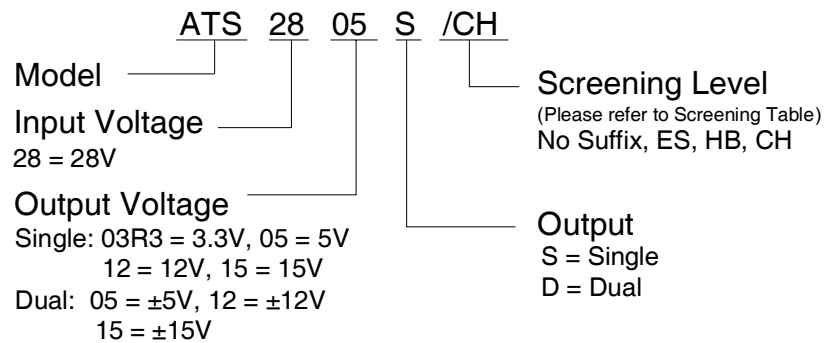 ATS 28 05 S /CH
Model
Input Voltage
28 = 28V
Output Voltage
Single: 03R3 = 3.3V, 05 = 5V
12 = 12V, 15 = 15V
Dual: 05 = ±5V, 12 = ±12V
15 = ±15V
Screening Level
(Please refer to Screening Table)
No Suffix, ES, HB, CH
Output
S = Single
D = Dual